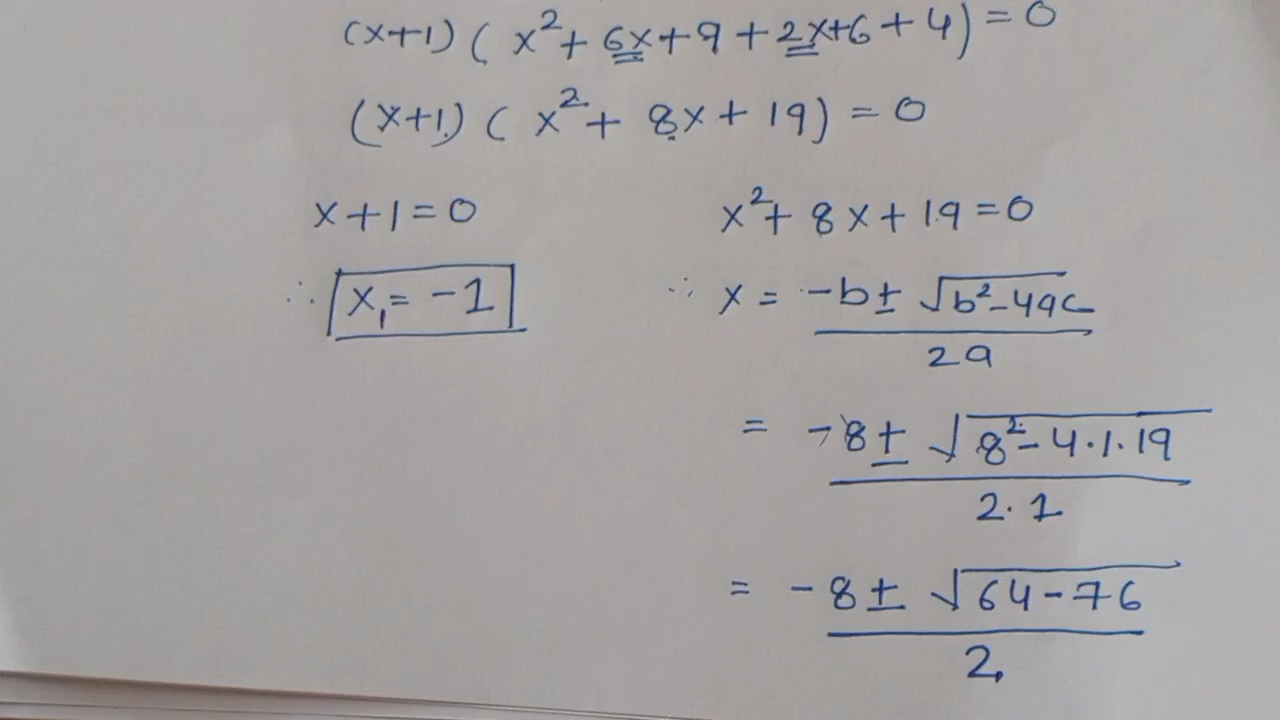 (x+1) ( x² + 6x + 9 + 2x + 6 + 4) = 0
(x+1) ( x² + 8x + 19) = 0
x + 1 = 0
∴ x₁ = -1
x² + 8x + 19 = 0
∴ x = (-b ± √(b² - 4ac)) / 2a
= (-8 ± √(8² - 4·1·19)) / 2·1
= (-8 ± √(64 - 76)) / 2